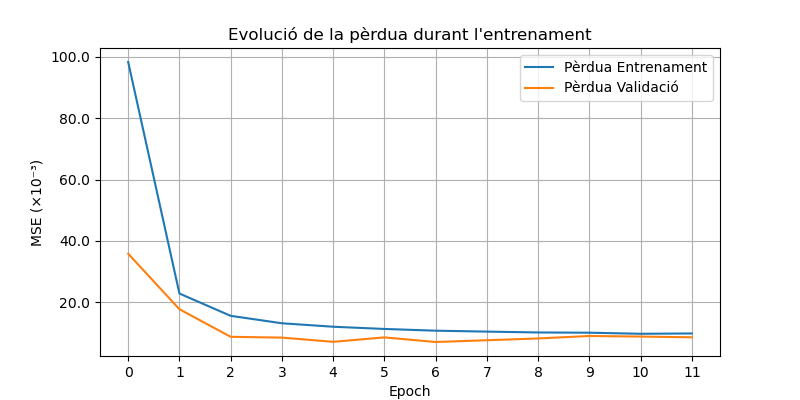 Evolució de la pèrdua durant l'entrenament
Pèrdua Entrenament
Pèrdua Validació
MSE (×10⁻³)
100.0
80.0
60.0
40.0
20.0
0 1 2 3 4 5 6 7 8 9 10 11
Epoch